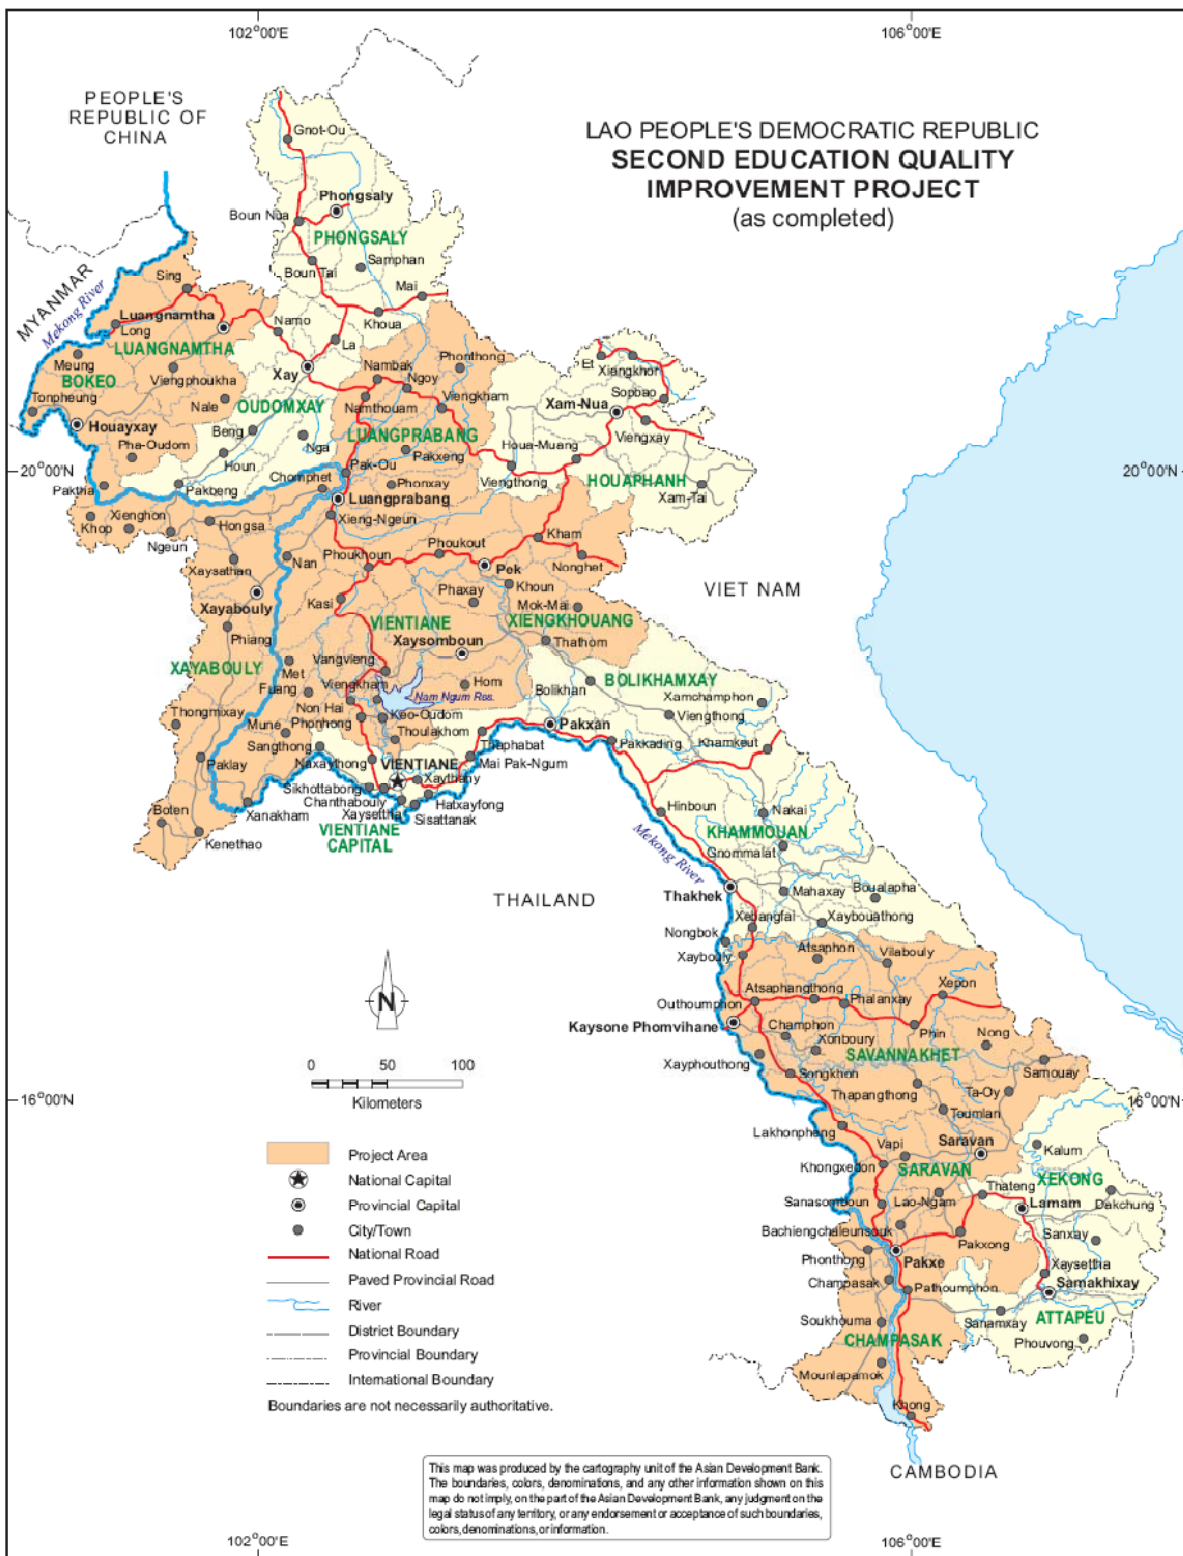 102°00'E
106°00'E
PEOPLE'S
REPUBLIC OF
CHINA
LAO PEOPLE'S DEMOCRATIC REPUBLIC
SECOND EDUCATION QUALITY
IMPROVEMENT PROJECT
(as completed)
Gnot-Ou
Phongsaly
Boun Nua
PHONGSALY
Samphan
Boun Tai
Mai
Khoua
MYANMAR
Mekong River
Sing
Luangnamtha
Long
LUANGNAMTHA
Namo
La
Meung
BOKEO
Viengphoukha
Xay
Tonpheung
Nale
OUDOMXAY
Houayxay
Beng
Nga
Pha-Oudom
Houn
Paktha
Pakbeng
Nambak
Phonthong
Ngoy
Namthouam
Viengkham
LUANGPRABANG
Pakxeng
Pak-Ou
Chomphet
Phonxay
Luangprabang
Xieng-Ngeun
Et
Xiangkhor
Sopbao
Xam-Nua
Viengxay
Houa-Muang
Viengthong
HOUAPHANH
Xam-Tai
20°00'N
20°00'N
Khop
Xienghon
Ngeun
Hongsa
Xaysathan
Nan
Phoukhoun
Phoukout
Kham
Nonghet
Pek
Khoun
Phaxay
Mok-Mai
Xayabouly
Kasi
Phiang
VIENTIANE
XIENGKHOUANG
Xaysomboun
Thathom
VIET NAM
XAYABOULY
Vangvieng
Met
Fuang
Viengkham
Hom
Nam Ngum Res.
Bolikhan
BOLIKHAMXAY
Xamchamphon
Viengthong
Thongmixay
Mune
Non Hai
Phonhong
Keo-Oudom
Thoulakhom
Pakxan
Pakkading
Khamkeut
Sangthong
Thaphabat
Paklay
Naxaythong
VIENTIANE
Mai Pak-Ngum
Xaythany
Sikhottabong
Chanthabouly
Hatxayfong
Xaysettha
Sisattanak
VIENTIANE
CAPITAL
Boten
Xanakham
Kenethao
Hinboun
Nakai
KHAMMOUAN
Gnommalat
Mekong River
THAILAND
Thakhek
Mahaxay
Boualapha
Xebangfai
Xaybouathong
Nongbok
Xaybouly
Atsaphon
Vilabouly
Atsaphangthong
Xepon
Outhoumphon
Phalanxay
Kaysone Phomvihane
Champhon
Phin
Nong
Xonboury
SAVANNAKHET
Xayphouthong
Songkhon
Samouay
Thapangthong
Ta-Oy
Toumlan
N
0 50 100
Kilometers
16°00'N
16°00'N
Lakhonpheng
Vapi
Saravan
Kalum
Khongxedon
SARAVAN
XEKONG
Thateng
Sanasomboun
Lao-Ngam
Lamam
Dakchung
Bachiengchaleunsouk
Sanxay
Pakxong
Phonthong
Pakxe
Xaysettha
Champasak
Pathoumphon
Samakhixay
Soukhouma
Sanamxay
ATTAPEU
CHAMPASAK
Phouvong
Mounlapamok
Khong
CAMBODIA
Project Area
National Capital
Provincial Capital
City/Town
National Road
Paved Provincial Road
River
District Boundary
Provincial Boundary
International Boundary
Boundaries are not necessarily authoritative.
This map was produced by the cartography unit of the Asian Development Bank.
The boundaries, colors, denominations, and any other information shown on this
map do not imply, on the part of the Asian Development Bank, any judgment on the
legal status of any territory, or any endorsement or acceptance of such boundaries,
colors, denominations, or information.
102°00'E
106°00'E